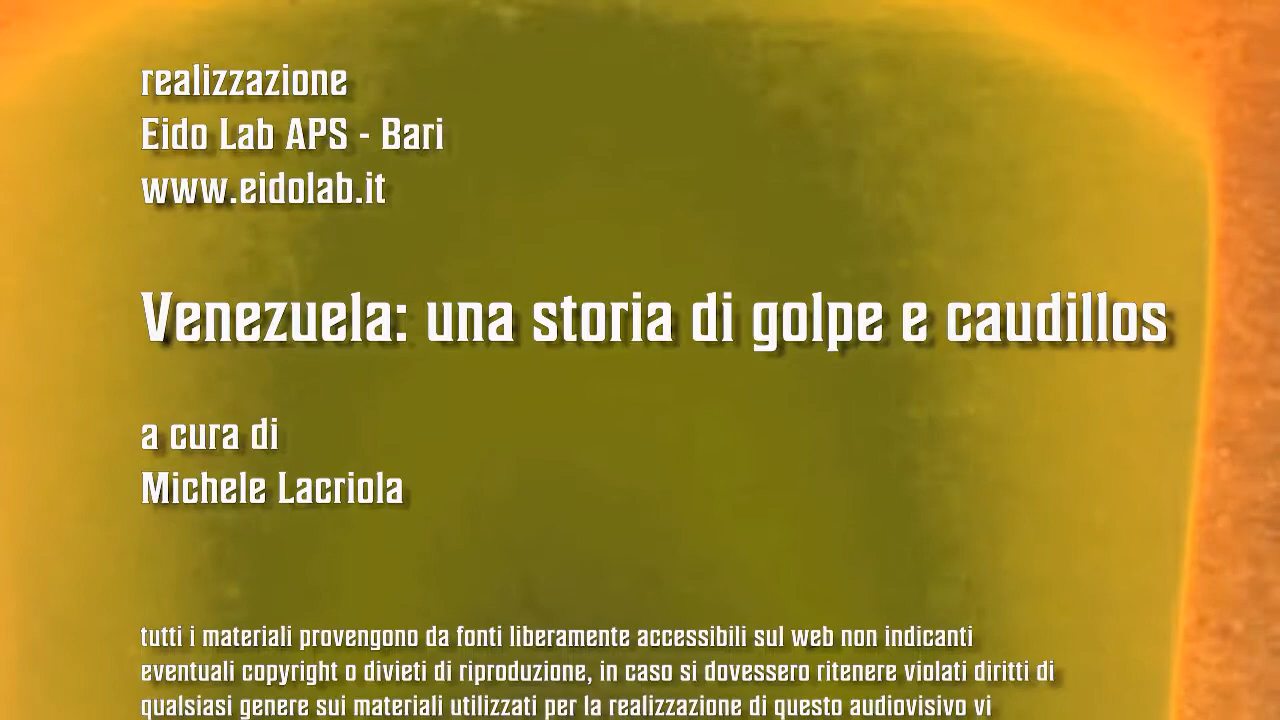 realizzazione
Eido Lab APS - Bari
www.eidolab.it
Venezuela: una storia di golpe e caudillos
a cura di
Michele Lacriola
tutti i materiali provengono da fonti liberamente accessibili sul web non indicanti
eventuali copyright o divieti di riproduzione, in caso si dovessero ritenere violati diritti di
qualsiasi genere sui materiali utilizzati per la realizzazione di questo audiovisivo vi